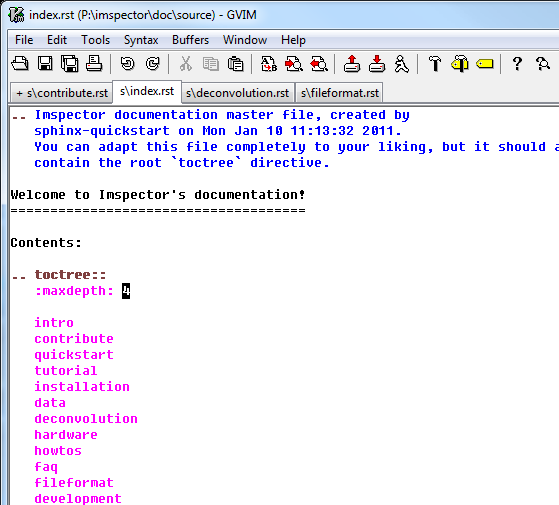 index.rst (P:\imspector\doc\source) - GVIM
File Edit Tools Syntax Buffers Window Help
+ s\contribute.rst s\index.rst s\deconvolution.rst s\fileformat.rst
.. Imspector documentation master file, created by
sphinx-quickstart on Mon Jan 10 11:13:32 2011.
You can adapt this file completely to your liking, but it should a
contain the root `toctree` directive.
Welcome to Imspector's documentation!
=====================================
Contents:
.. toctree::
:maxdepth: 4
intro
contribute
quickstart
tutorial
installation
data
deconvolution
hardware
howtos
faq
fileformat
development